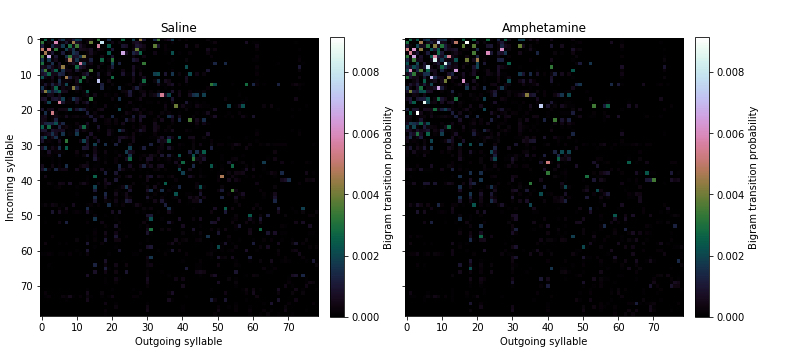 Saline
Amphetamine
0
10
20
30
40
50
60
70
Incoming syllable
0 10 20 30 40 50 60 70
Outgoing syllable
0.008
0.006
0.004
0.002
0.000
Bigram transition probability
0 10 20 30 40 50 60 70
Outgoing syllable
0.008
0.006
0.004
0.002
0.000
Bigram transition probability